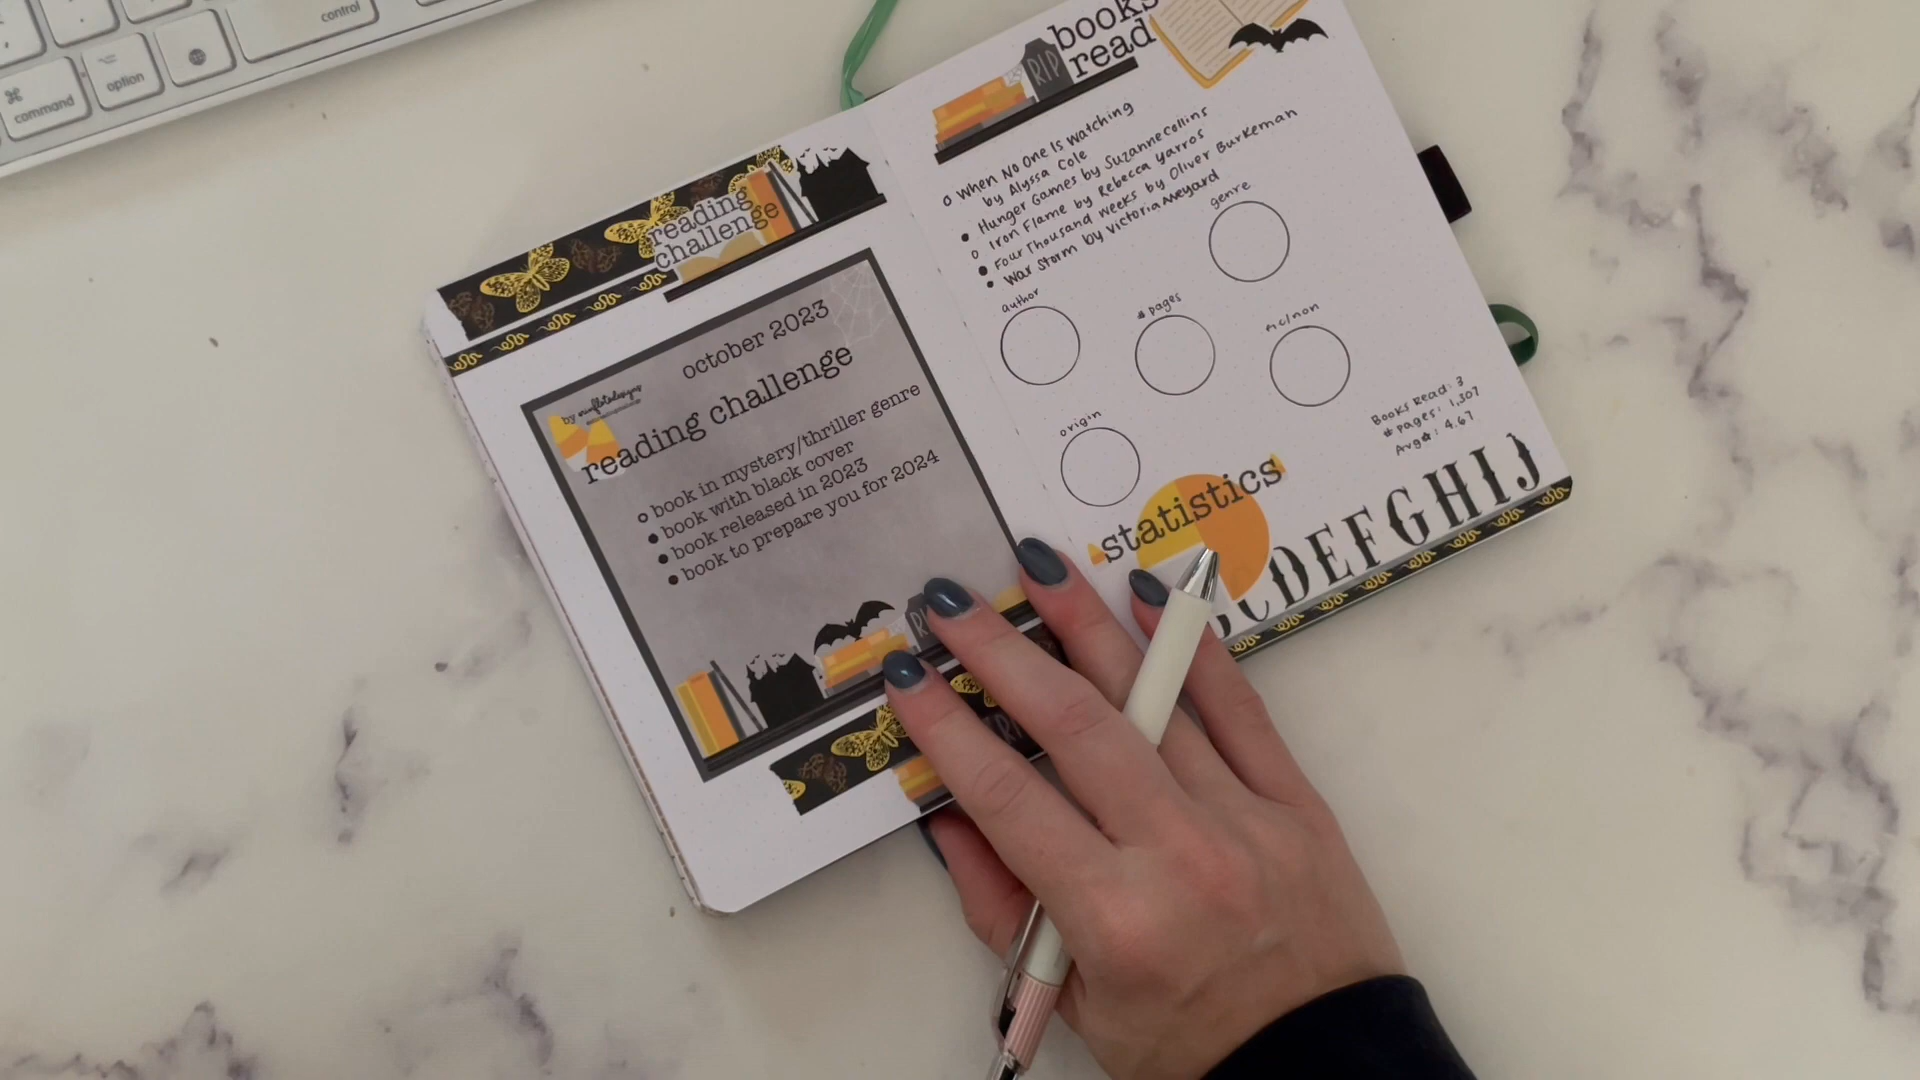 control
option
command
reading
challenge
october 2023
reading challenge
book in mystery/thriller genre
book with black cover
book released in 2023
book to prepare you for 2024
books
read
RIP
When No One Is Watching
by Alyssa Cole
Hunger Games by Suzanne Collins
Iron Flame by Rebecca Yarros
Four Thousand Weeks by Oliver Burkeman
War Storm by Victoria Aveyard
genre
author
# pages
fic/non
origin
Books Read: 3
# pages: 1,307
Avg★: 4.67
statistics
CDEFGHIJ